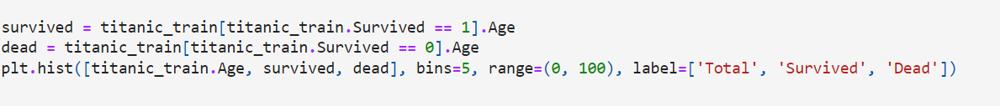 survived = titanic_train[titanic_train.Survived == 1].Age
dead = titanic_train[titanic_train.Survived == 0].Age
plt.hist([titanic_train.Age, survived, dead], bins=5, range=(0, 100), label=['Total', 'Survived', 'Dead'])